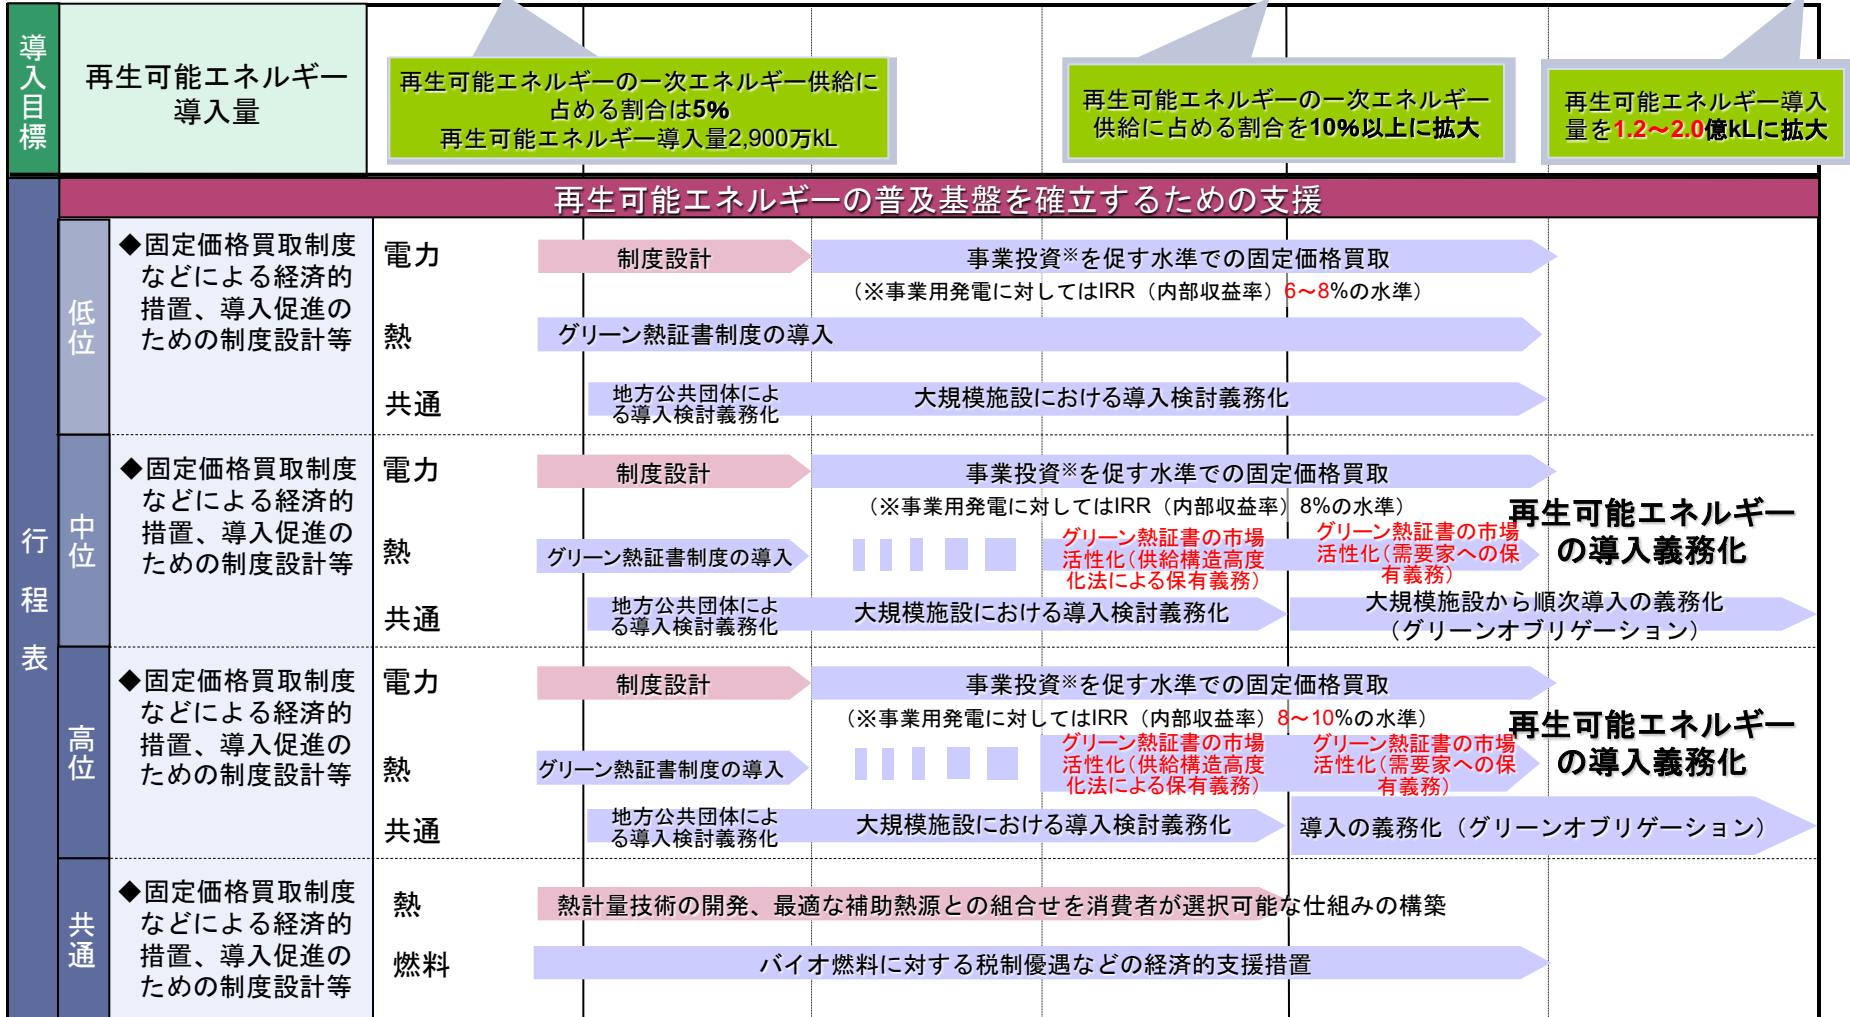 導入目標
再生可能エネルギー
導入量
再生可能エネルギーの一次エネルギー供給に
占める割合は5%
再生可能エネルギー導入量2,900万kL
再生可能エネルギーの一次エネルギー
供給に占める割合を10%以上に拡大
再生可能エネルギー導入
量を1.2～2.0億kLに拡大
行程表
再生可能エネルギーの普及基盤を確立するための支援
低位
◆固定価格買取制度
などによる経済的
措置、導入促進の
ための制度設計等
電力
制度設計
事業投資※を促す水準での固定価格買取
（※事業用発電に対してはIRR（内部収益率）6～8%の水準）
熱
グリーン熱証書制度の導入
共通
地方公共団体によ
る導入検討義務化
大規模施設における導入検討義務化
中位
◆固定価格買取制度
などによる経済的
措置、導入促進の
ための制度設計等
電力
制度設計
事業投資※を促す水準での固定価格買取
（※事業用発電に対してはIRR（内部収益率）8%の水準）
熱
グリーン熱証書制度の導入
グリーン熱証書の市場
活性化（供給構造高度
化法による保有義務）
グリーン熱証書の市場
活性化（需要家への保
有義務）
再生可能エネルギー
の導入義務化
共通
地方公共団体によ
る導入検討義務化
大規模施設における導入検討義務化
大規模施設から順次導入の義務化
（グリーンオブリゲーション）
高位
◆固定価格買取制度
などによる経済的
措置、導入促進の
ための制度設計等
電力
制度設計
事業投資※を促す水準での固定価格買取
（※事業用発電に対してはIRR（内部収益率）8～10%の水準）
熱
グリーン熱証書制度の導入
グリーン熱証書の市場
活性化（供給構造高度
化法による保有義務）
グリーン熱証書の市場
活性化（需要家への保
有義務）
再生可能エネルギー
の導入義務化
共通
地方公共団体によ
る導入検討義務化
大規模施設における導入検討義務化
導入の義務化（グリーンオブリゲーション）
共通
◆固定価格買取制度
などによる経済的
措置、導入促進の
ための制度設計等
熱
熱計量技術の開発、最適な補助熱源との組合せを消費者が選択可能な仕組みの構築
燃料
バイオ燃料に対する税制優遇などの経済的支援措置